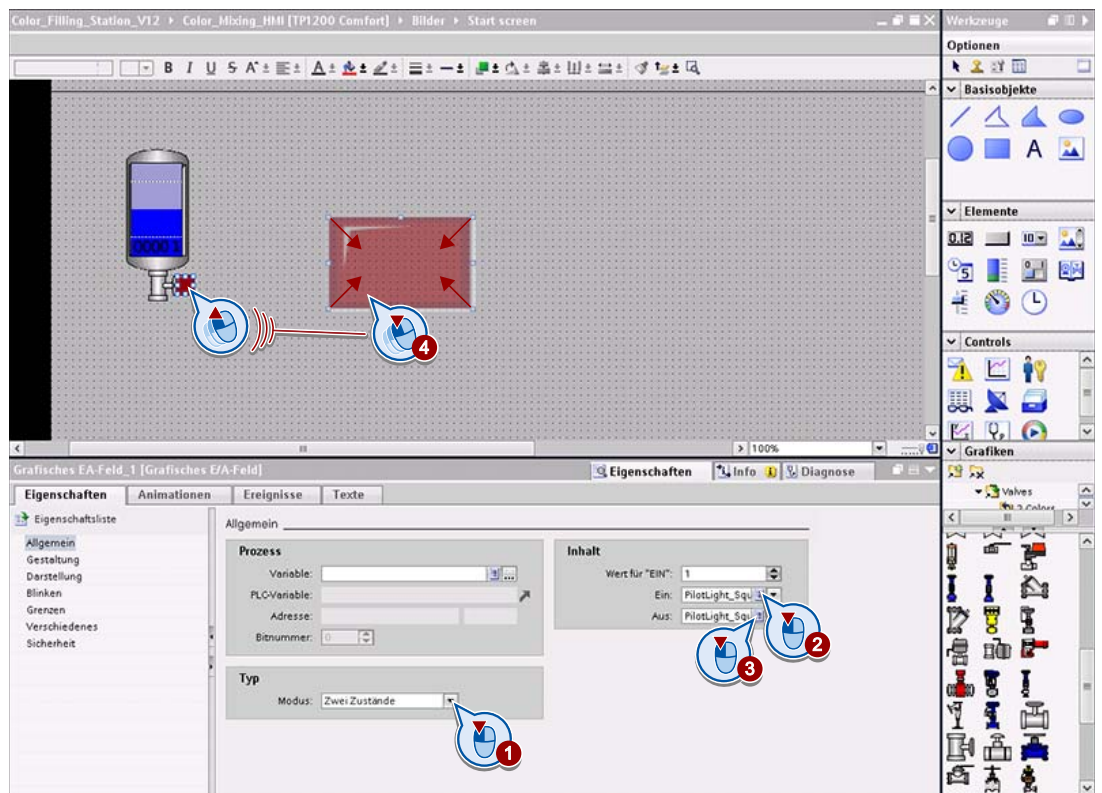 Color_Filling_Station_V12 ▸ Color_Mixing_HMI [TP1200 Comfort] ▸ Bilder ▸ Start screen
Werkzeuge
Optionen
B I U S A
Basisobjekte
A
Elemente
0000
4
Controls
100%
Grafiken
Grafisches EA-Feld_1 [Grafisches E/A-Feld]
Eigenschaften
Info
Diagnose
Valves
Eigenschaften
Animationen
Ereignisse
Texte
Eigenschaftsliste
Allgemein
Gestaltung
Darstellung
Blinken
Grenzen
Verschiedenes
Sicherheit
Allgemein
Prozess
Variable:
PLC-Variable:
Adresse:
Bitnummer: 0
Typ
Modus: Zwei Zustände
1
Inhalt
Wert für "EIN": 1
Ein: PilotLight_Squ
Aus: PilotLight_Squ
2
3